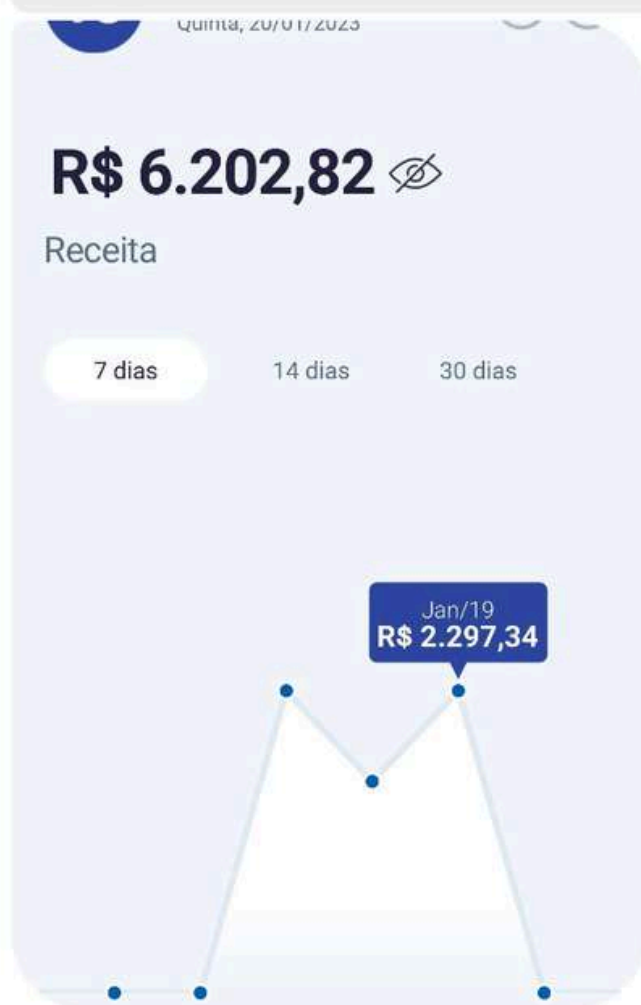 Quinta, 20/01/2023
R$ 6.202,82
Receita
7 dias
14 dias
30 dias
Jan/19
R$ 2.297,34